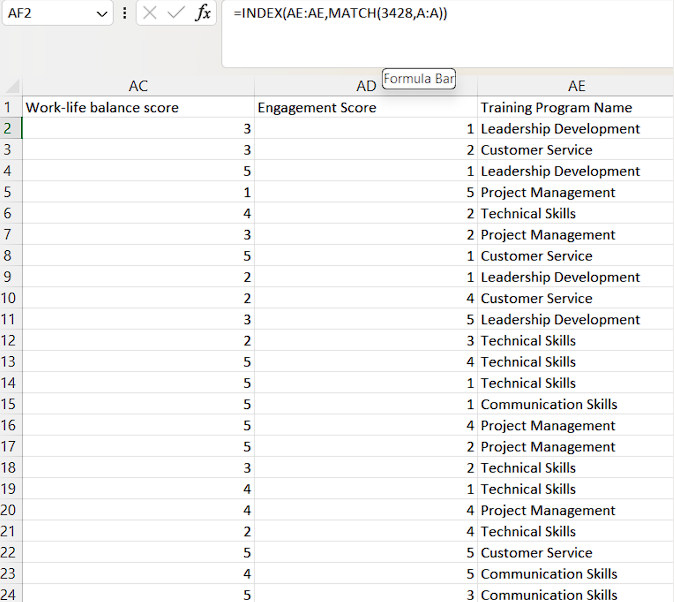 AF2 fx =INDEX(AE:AE,MATCH(3428,A:A))
Formula Bar
AC AD AE
1 Work-life balance score Engagement Score Training Program Name
2 3 1 Leadership Development
3 3 2 Customer Service
4 5 1 Leadership Development
5 1 5 Project Management
6 4 2 Technical Skills
7 3 2 Project Management
8 5 1 Customer Service
9 2 1 Leadership Development
10 2 4 Customer Service
11 3 5 Leadership Development
12 2 3 Technical Skills
13 5 4 Technical Skills
14 5 1 Technical Skills
15 5 1 Communication Skills
16 5 4 Project Management
17 5 2 Project Management
18 3 2 Technical Skills
19 4 1 Technical Skills
20 4 4 Project Management
21 2 4 Technical Skills
22 5 5 Customer Service
23 4 5 Communication Skills
24 5 3 Communication Skills